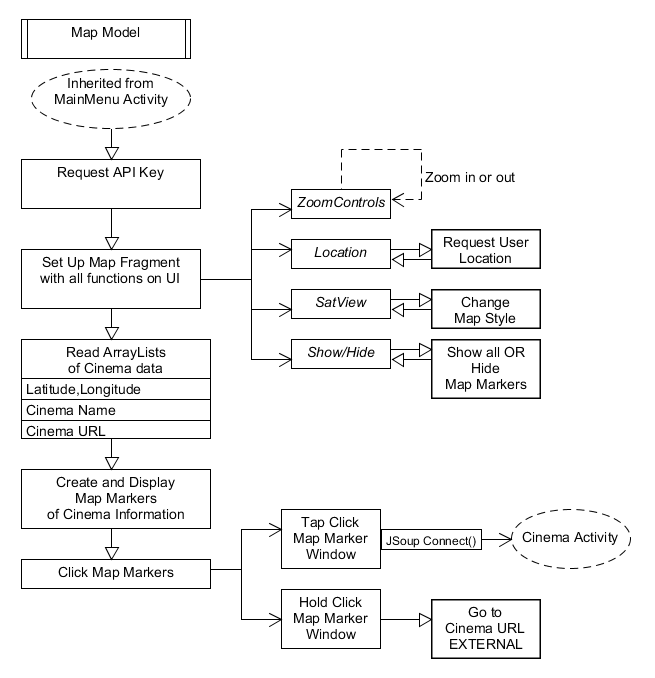 Map Model
Inherited from
MainMenu Activity
Request API Key
Set Up Map Fragment
with all functions on UI
ZoomControls
Zoom in or out
Location
Request User
Location
SatView
Change
Map Style
Show/Hide
Show all OR
Hide
Map Markers
Read ArrayLists
of Cinema data
Latitude,Longitude
Cinema Name
Cinema URL
Create and Display
Map Markers
of Cinema Information
Click Map Markers
Tap Click
Map Marker
Window
JSoup Connect()
Cinema Activity
Hold Click
Map Marker
Window
Go to
Cinema URL
EXTERNAL